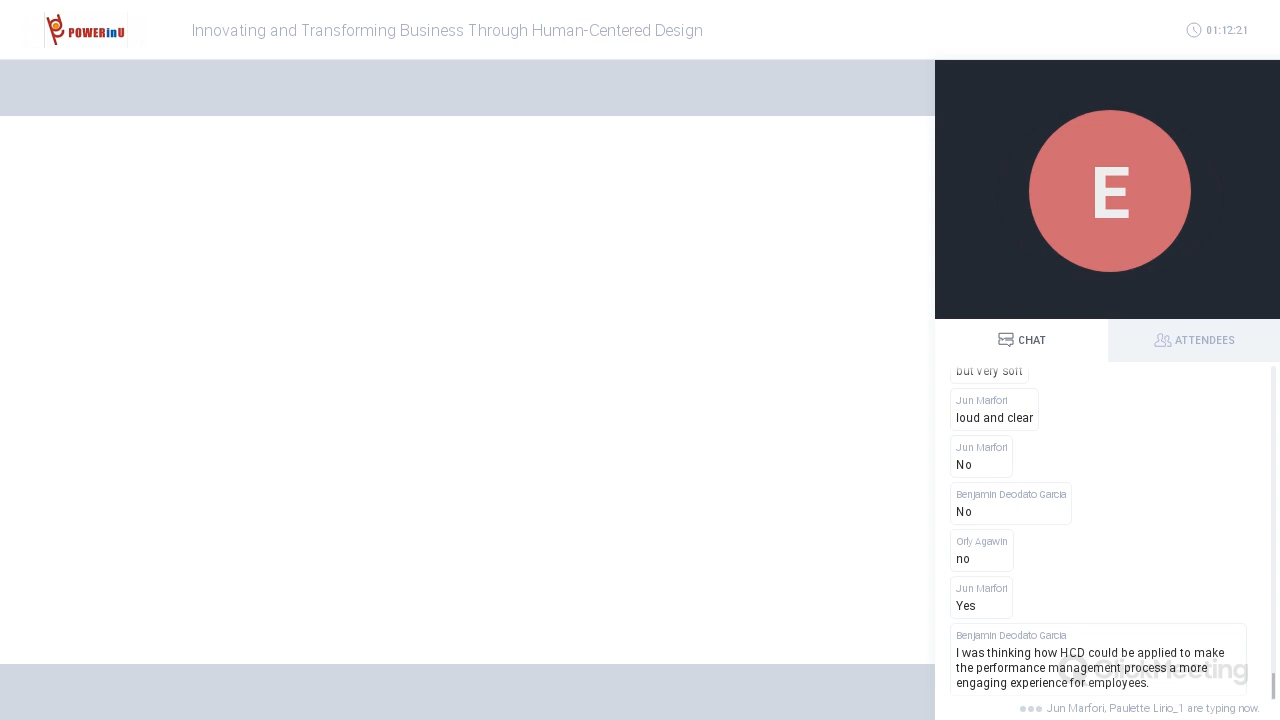 POWERinU
Innovating and Transforming Business Through Human-Centered Design
01:12:21
E
CHAT
ATTENDEES
but very soft
Jun Marfori
loud and clear
Jun Marfori
No
Benjamin Deodato Garcia
No
Orly Agawin
no
Jun Marfori
Yes
Benjamin Deodato Garcia
I was thinking how HCD could be applied to make
the performance management process a more
engaging experience for employees.
ClickMeeting
Jun Marfori, Paulette Lirio_1 are typing now.